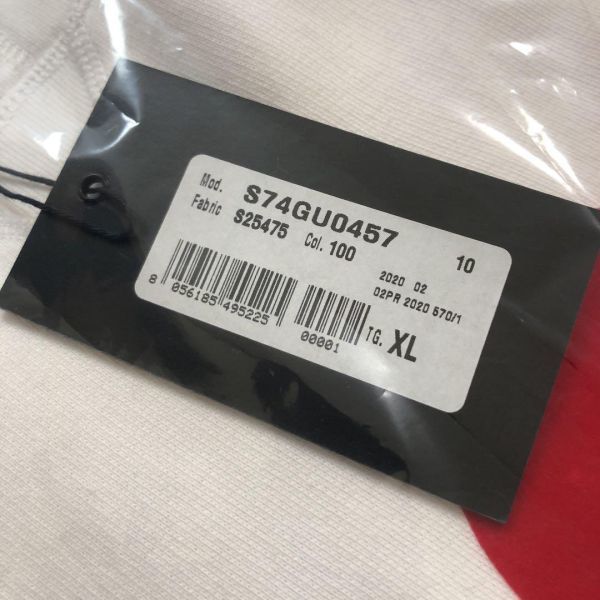 Mod. S74GU0457 10
Fabric S25475 Col. 100
2020 02
02PR 2020 570/1
8 056185 495225
00001
TG. XL